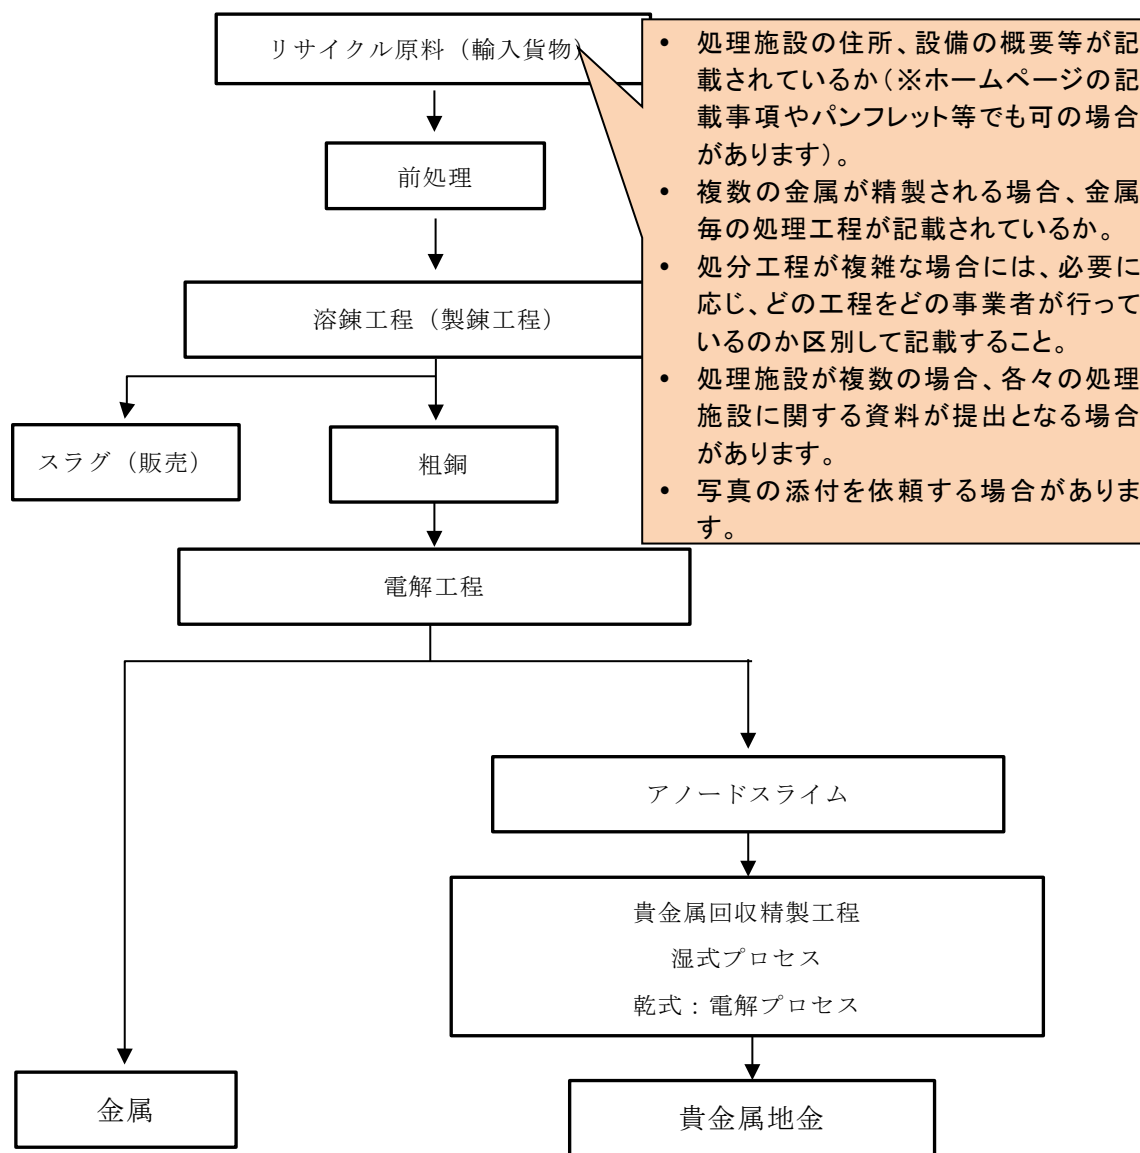 リサイクル原料（輸入貨物）
前処理
溶錬工程（製錬工程）
スラグ（販売）
粗銅
電解工程
アノードスライム
貴金属回収精製工程
湿式プロセス
乾式：電解プロセス
金属
貴金属地金
• 処理施設の住所、設備の概要等が記
載されているか（※ホームページの記
載事項やパンフレット等でも可の場合
があります）。
• 複数の金属が精製される場合、金属
毎の処理工程が記載されているか。
• 処分工程が複雑な場合には、必要に
応じ、どの工程をどの事業者が行って
いるのか区別して記載すること。
• 処理施設が複数の場合、各々の処理
施設に関する資料が提出となる場合
があります。
• 写真の添付を依頼する場合がありま
す。